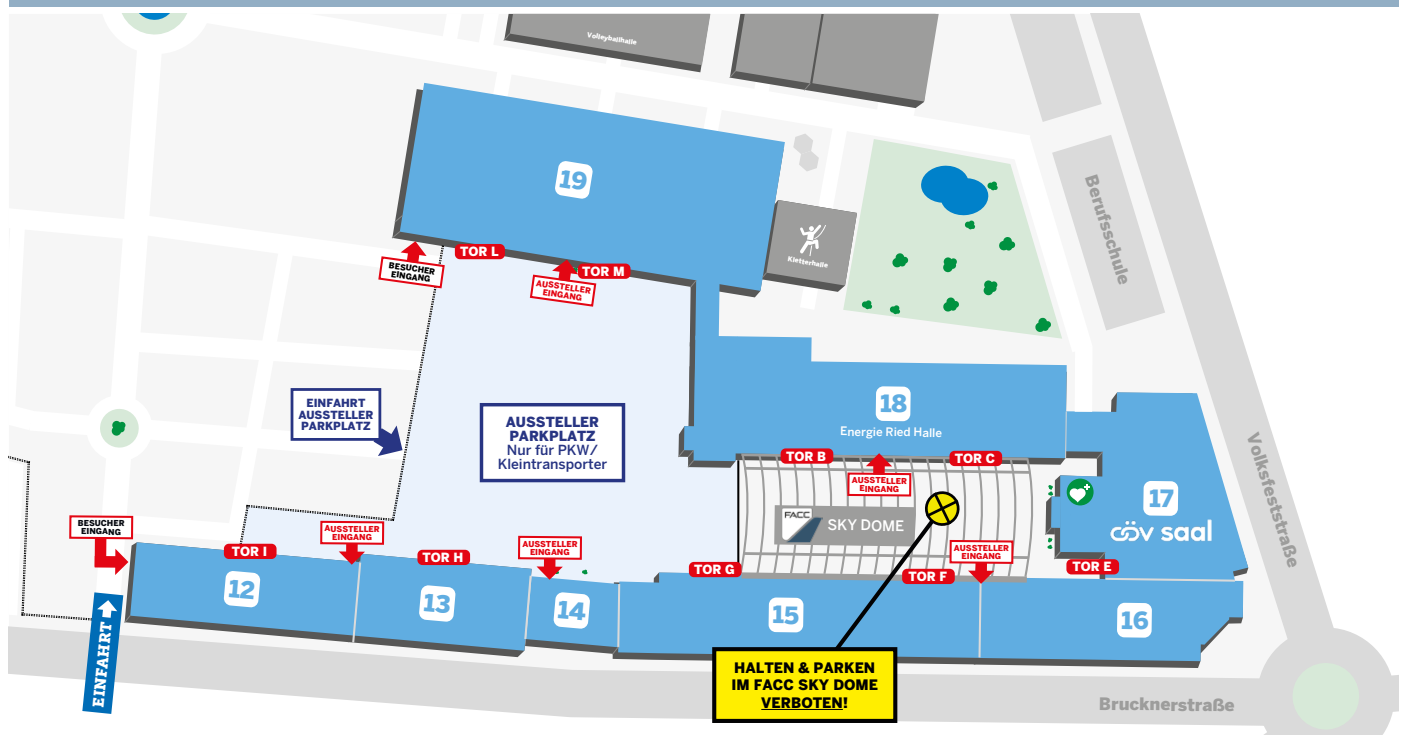 Volleyballhalle
19
Kletterhalle
Berufsschule
TOR L
BESUCHER
EINGANG
TOR M
AUSSTELLER
EINGANG
EINFAHRT
AUSSTELLER
PARKPLATZ
AUSSTELLER
PARKPLATZ
Nur für PKW/
Kleintransporter
18
Energie Ried Halle
TOR B
TOR C
AUSSTELLER
EINGANG
FACC
SKY DOME
17
cöv saal
Volksfeststraße
BESUCHER
EINGANG
TOR I
AUSSTELLER
EINGANG
TOR H
AUSSTELLER
EINGANG
TOR G
TOR F
AUSSTELLER
EINGANG
TOR E
12
13
14
15
16
EINFAHRT
HALTEN & PARKEN
IM FACC SKY DOME
VERBOTEN!
Brucknerstraße